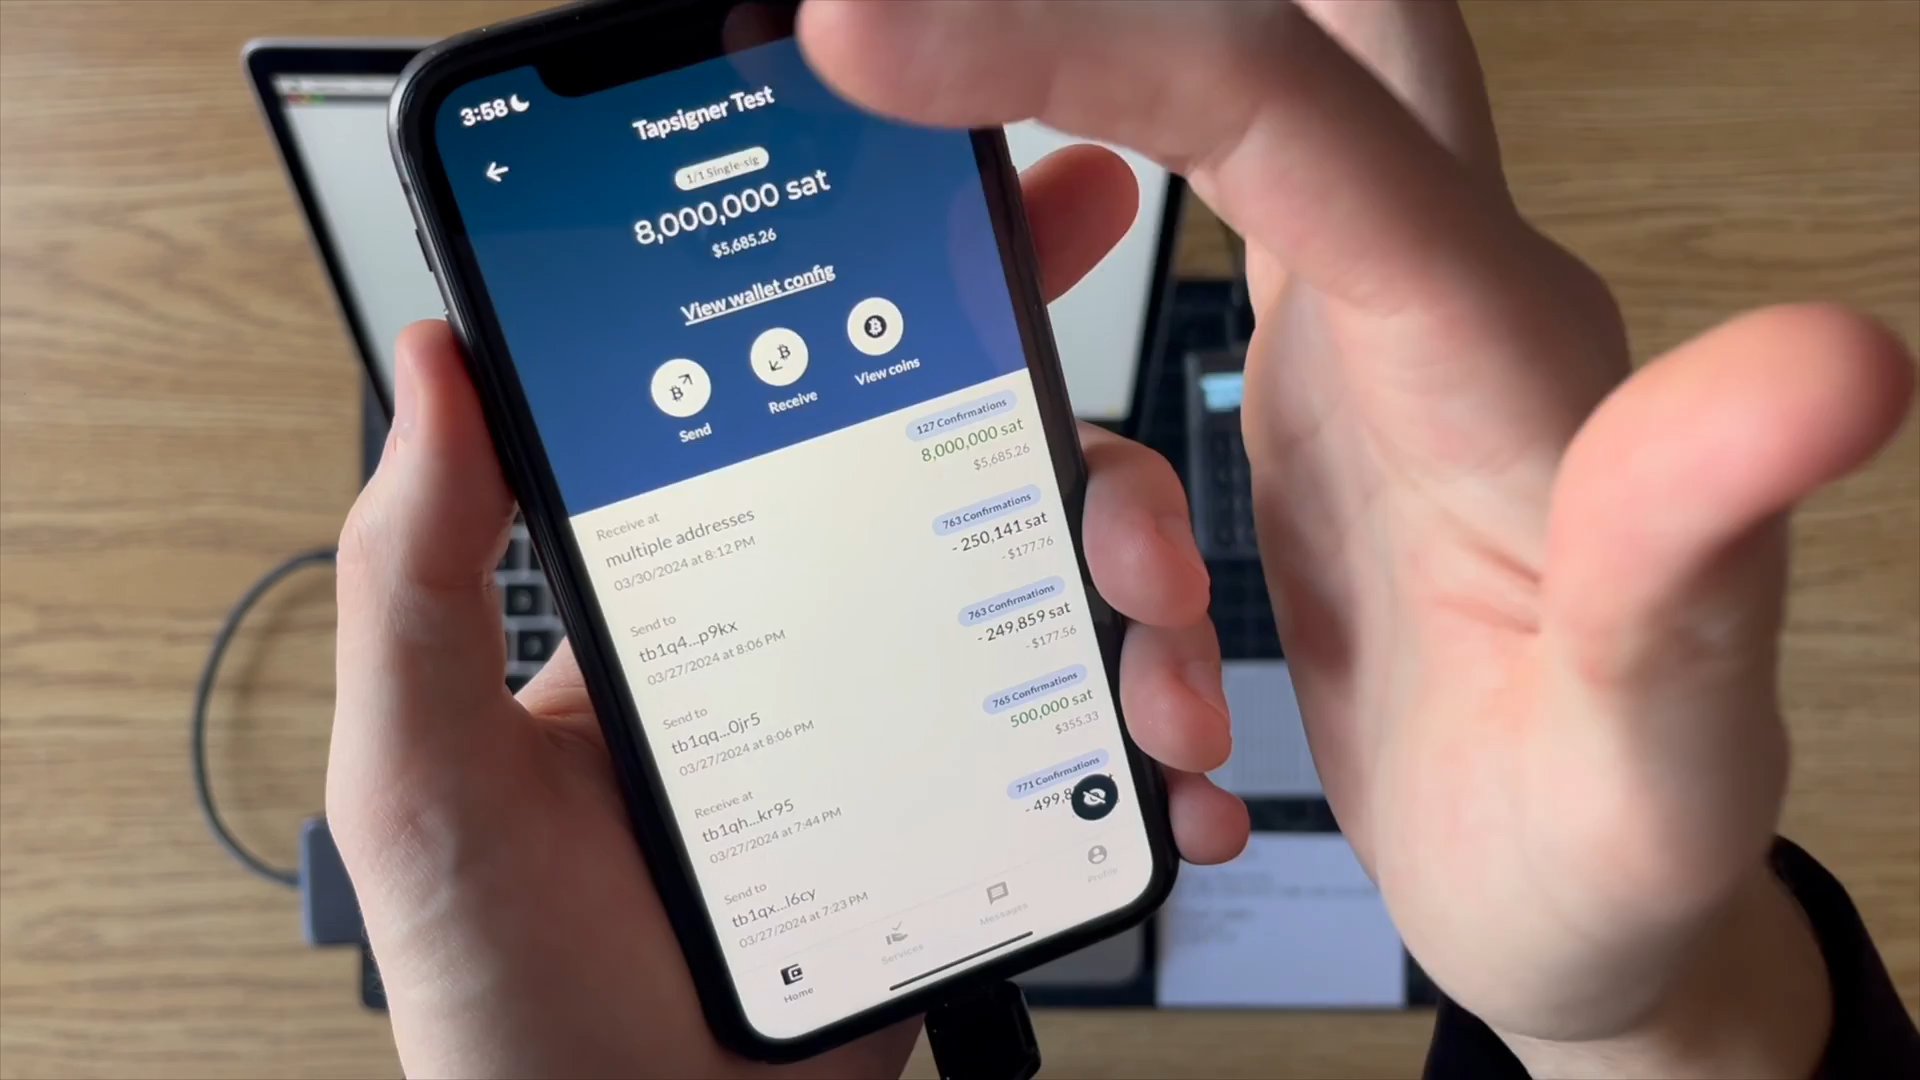 3:58
Tapsigner Test
1/1 Single-sig
8,000,000 sat
$5,685.26
View wallet config
Send
Receive
View coins
127 Confirmations
8,000,000 sat
$5,685.26
Receive at
multiple addresses
03/30/2024 at 8:12 PM
763 Confirmations
- 250,141 sat
- $177.76
Send to
tb1q4...p9kx
03/27/2024 at 8:06 PM
763 Confirmations
- 249,859 sat
- $177.56
Send to
tb1qq...0jr5
03/27/2024 at 8:06 PM
765 Confirmations
500,000 sat
$355.33
Receive at
tb1qh...kr95
03/27/2024 at 7:44 PM
771 Confirmations
Send to
tb1qx...l6cy
03/27/2024 at 7:23 PM
Home
Services
Messages
Profile